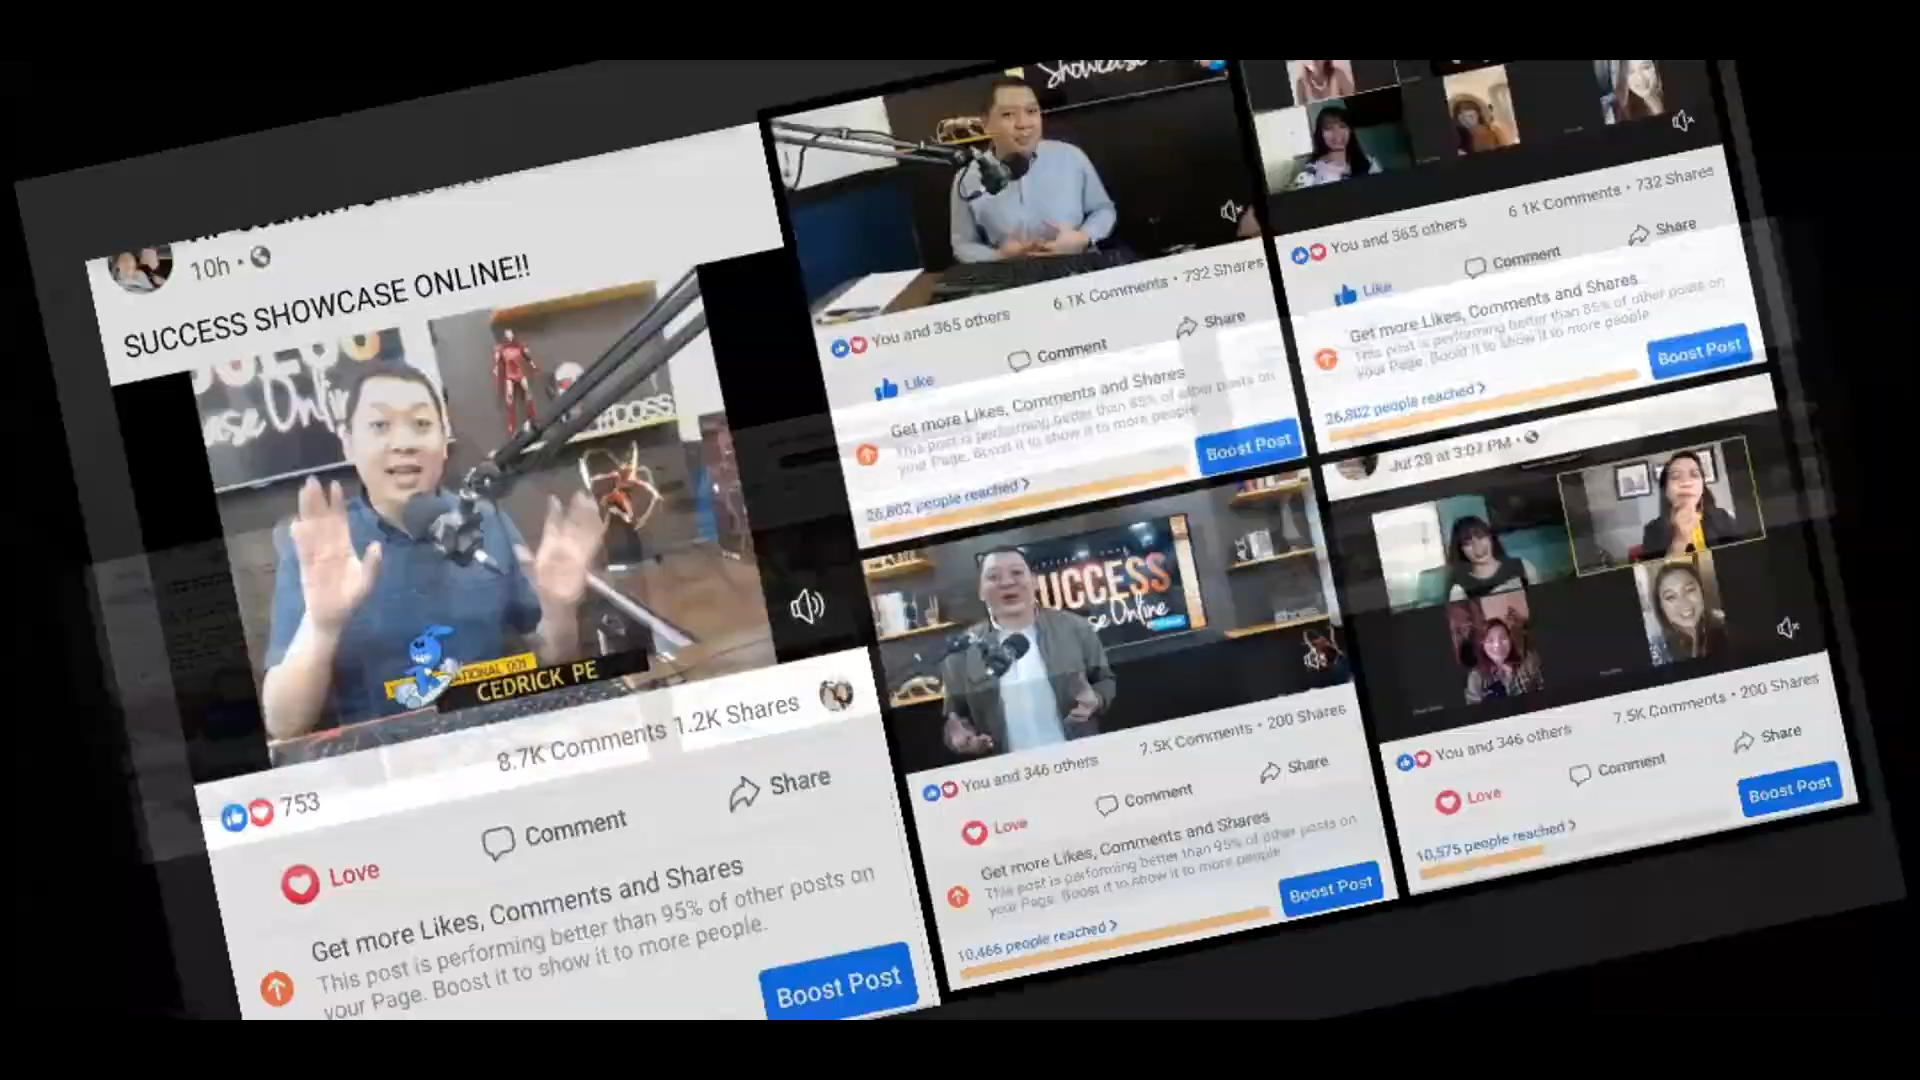 10h
SUCCESS SHOWCASE ONLINE!!
Online
#BOSS
CEDRICK PE
8.7K Comments 1.2K Shares
753
Love
Comment
Share
Get more Likes, Comments and Shares
This post is performing better than 95% of other posts on
your Page. Boost it to show it to more people.
Boost Post
Showcase
You and 365 others
6.1K Comments • 732 Shares
Like
Comment
Share
Get more Likes, Comments and Shares
This post is performing better than 85% of other posts on
your Page. Boost it to show it to more people
26,802 people reached
Boost Post
You and 365 others
6.1K Comments • 732 Shares
Like
Comment
Share
Get more Likes, Comments and Shares
This post is performing better than 85% of other posts on
your Page. Boost it to show it to more people
26,802 people reached
Boost Post
SUCCESS
Online
You and 346 others
7.5K Comments • 200 Shares
Love
Comment
Share
Get more Likes, Comments and Shares
This post is performing better than 95% of other posts on
your Page. Boost it to show it to more people
10,466 people reached
Boost Post
at 3:07 PM
You and 346 others
7.5K Comments • 200 Shares
Love
Comment
Share
10,575 people reached
Boost Post